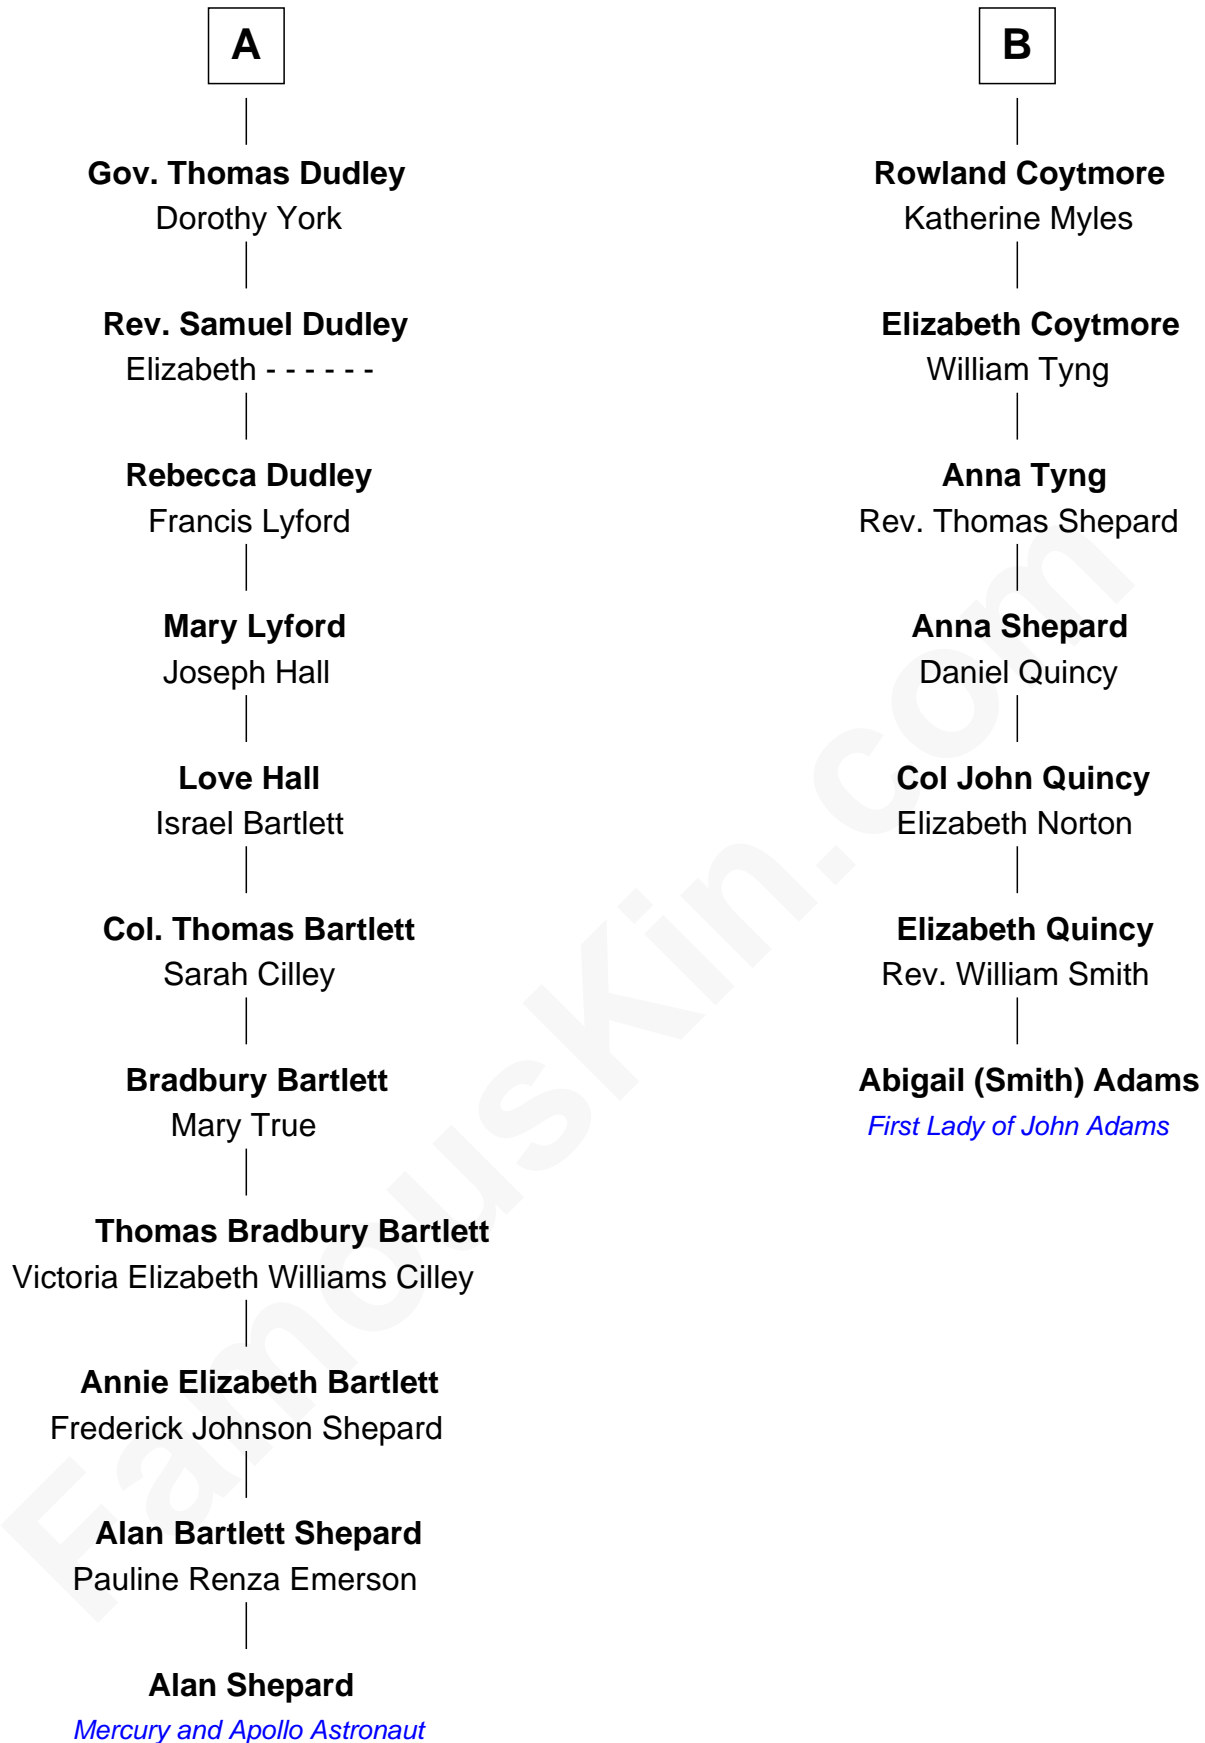 A
Gov. Thomas Dudley
Dorothy York
Rev. Samuel Dudley
Elizabeth - - - - - -
Rebecca Dudley
Francis Lyford
Mary Lyford
Joseph Hall
Love Hall
Israel Bartlett
Col. Thomas Bartlett
Sarah Cilley
Bradbury Bartlett
Mary True
Thomas Bradbury Bartlett
Victoria Elizabeth Williams Cilley
Annie Elizabeth Bartlett
Frederick Johnson Shepard
Alan Bartlett Shepard
Pauline Renza Emerson
Alan Shepard
Mercury and Apollo Astronaut
B
Rowland Coytmore
Katherine Myles
Elizabeth Coytmore
William Tyng
Anna Tyng
Rev. Thomas Shepard
Anna Shepard
Daniel Quincy
Col John Quincy
Elizabeth Norton
Elizabeth Quincy
Rev. William Smith
Abigail (Smith) Adams
First Lady of John Adams
FamousKin.com